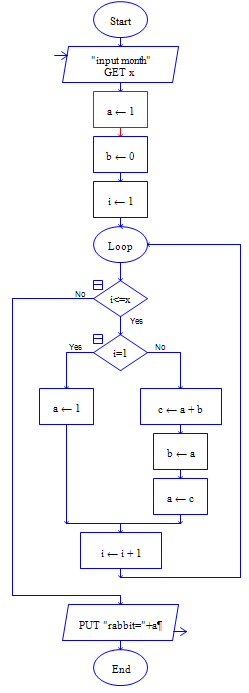 Start
"input month"
GET x
a ← 1
b ← 0
i ← 1
Loop
i<=x
No
Yes
i=1
Yes
No
a ← 1
c ← a + b
b ← a
a ← c
i ← i + 1
PUT "rabbit="+a¶
End